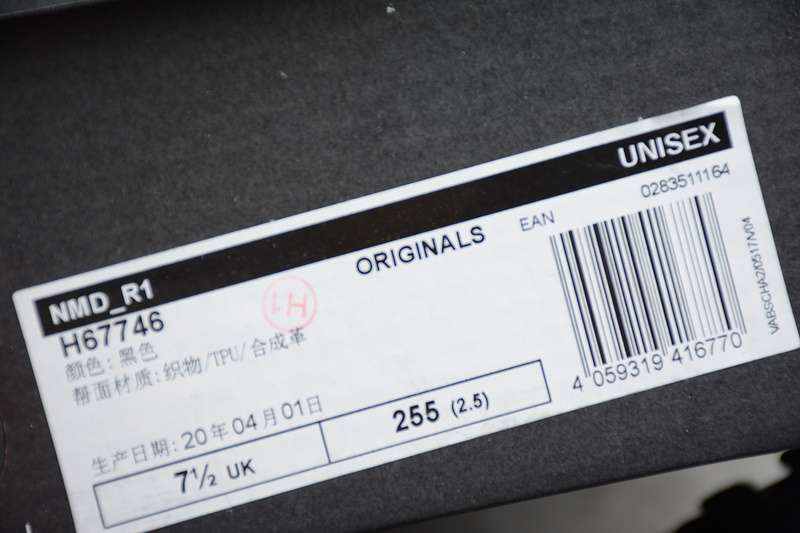 UNISEX
NMD_R1
0283511164
ORIGINALS
EAN
H67746
H1
颜色: 黑色
帮面材质: 织物/TPU/合成革
生产日期: 20年04月01日
7½ UK
255 (2.5)
4 059319 416770
VABSCHA2/0517/V04